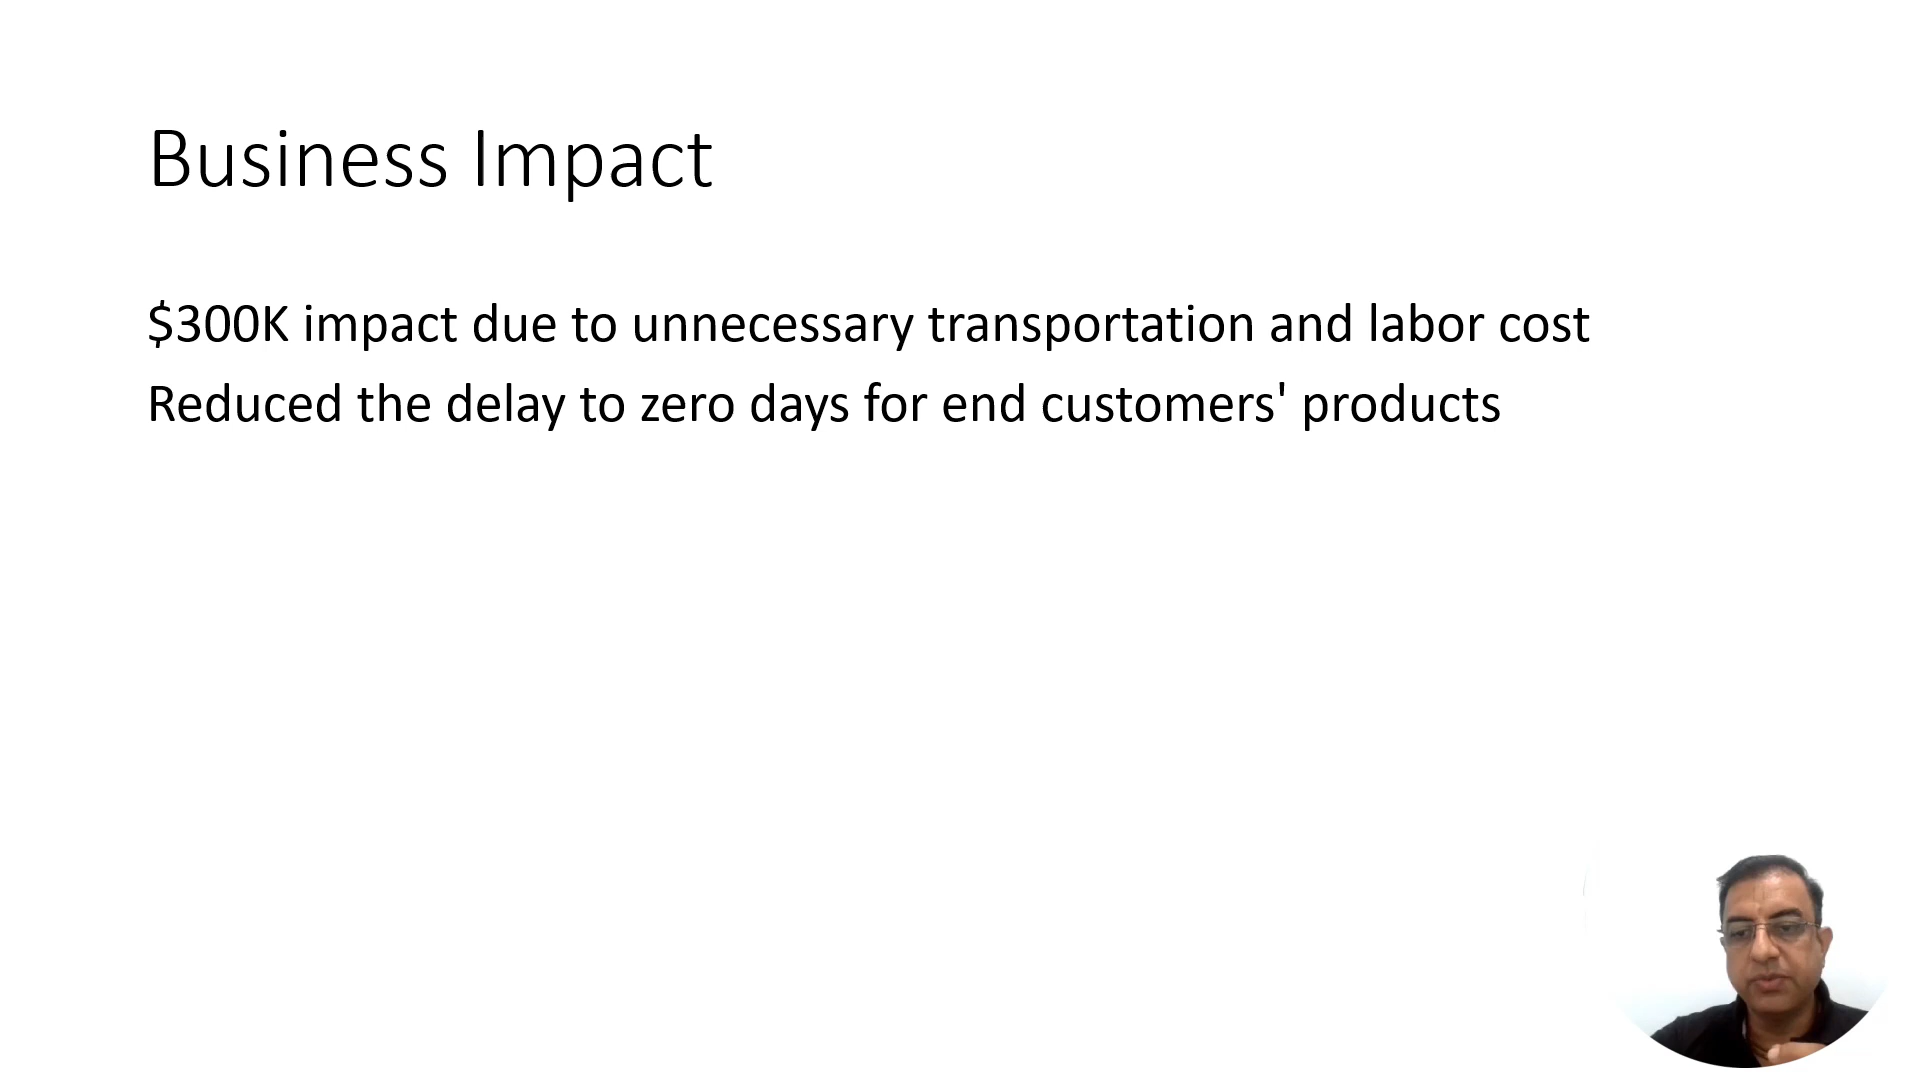 Business Impact
$300K impact due to unnecessary transportation and labor cost
Reduced the delay to zero days for end customers' products